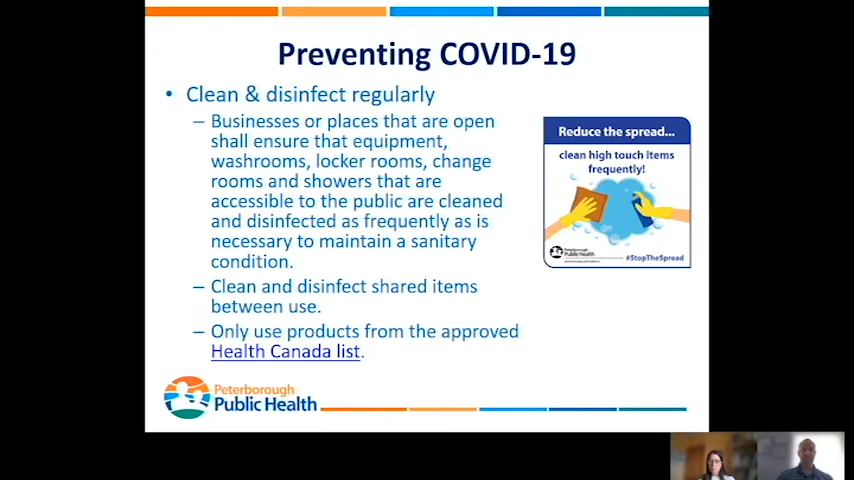 Preventing COVID-19
• Clean & disinfect regularly
– Businesses or places that are open
shall ensure that equipment,
washrooms, locker rooms, change
rooms and showers that are
accessible to the public are cleaned
and disinfected as frequently as is
necessary to maintain a sanitary
condition.
– Clean and disinfect shared items
between use.
– Only use products from the approved
Health Canada list.
Reduce the spread...
clean high touch items
frequently!
Peterborough
Public Health
#StopTheSpread
Peterborough
Public Health